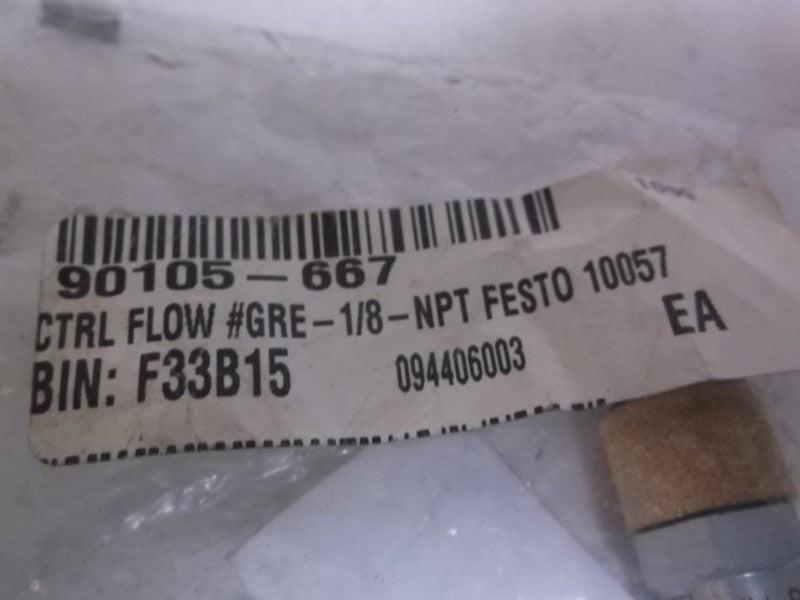 90105-667
CTRL FLOW #GRE-1/8-NPT FESTO 10057
EA
BIN: F33B15 094406003